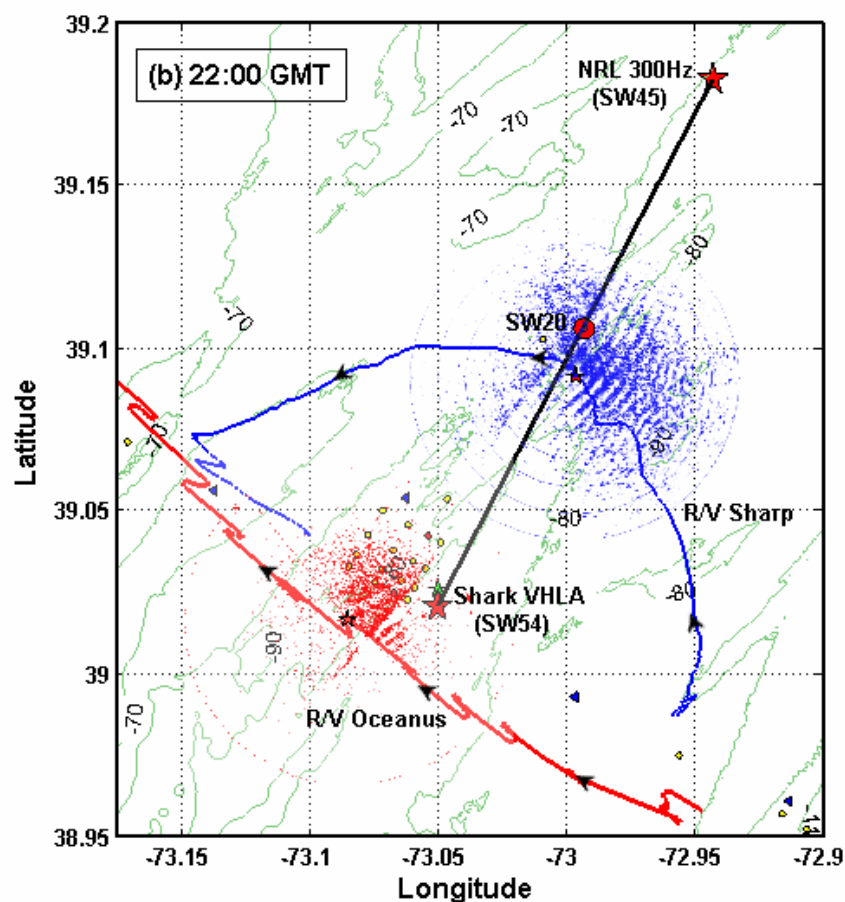 39.2
(b) 22:00 GMT
NRL 300Hz
(SW45)
-70
-70
39.15
-70
-80
-70
SW20
39.1
Latitude
-70
-80
39.05
-80
R/V Sharp
-80
Shark VHLA
(SW54)
-90
39
-70
R/V Oceanus
38.95
-73.15
-73.1
-73.05
-73
-72.95
-72.9
Longitude